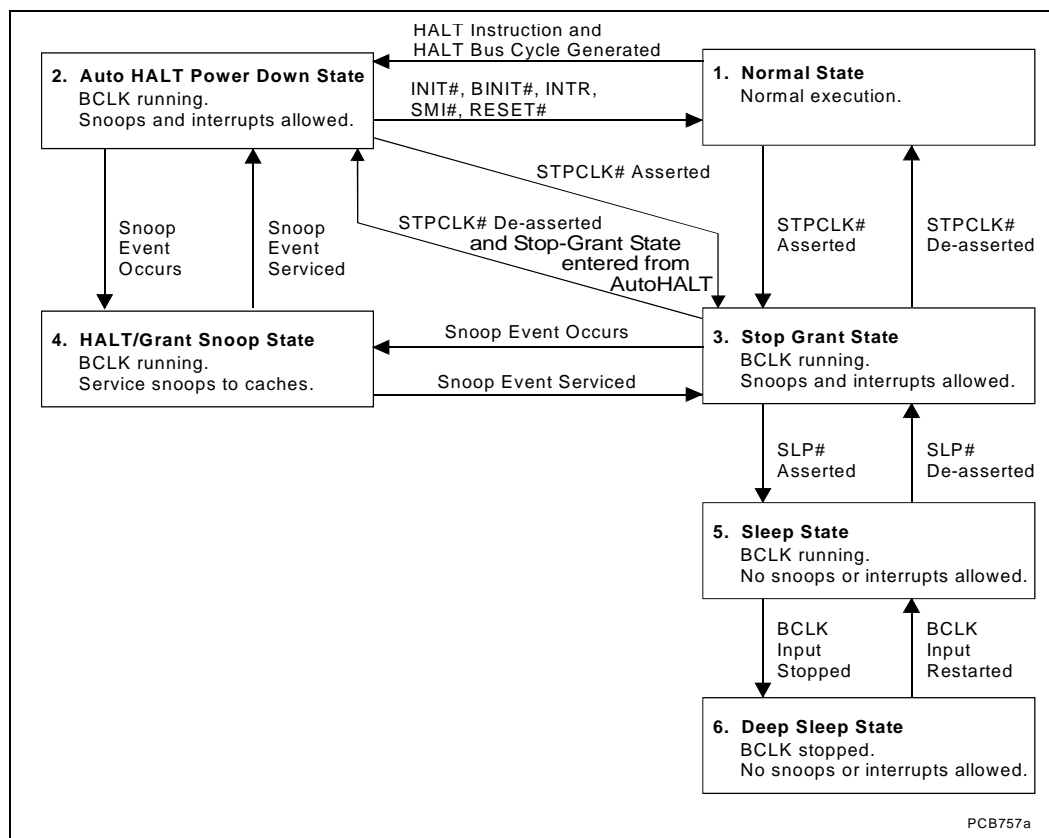 HALT Instruction and
HALT Bus Cycle Generated
2. Auto HALT Power Down State
BCLK running.
Snoops and interrupts allowed.
INIT#, BINIT#, INTR,
SMI#, RESET#
1. Normal State
Normal execution.
STPCLK# Asserted
STPCLK# De-asserted
and Stop-Grant State
entered from
AutoHALT
Snoop
Event
Occurs
Snoop
Event
Serviced
STPCLK#
Asserted
STPCLK#
De-asserted
4. HALT/Grant Snoop State
BCLK running.
Service snoops to caches.
Snoop Event Occurs
Snoop Event Serviced
3. Stop Grant State
BCLK running.
Snoops and interrupts allowed.
SLP#
Asserted
SLP#
De-asserted
5. Sleep State
BCLK running.
No snoops or interrupts allowed.
BCLK
Input
Stopped
BCLK
Input
Restarted
6. Deep Sleep State
BCLK stopped.
No snoops or interrupts allowed.
PCB757a